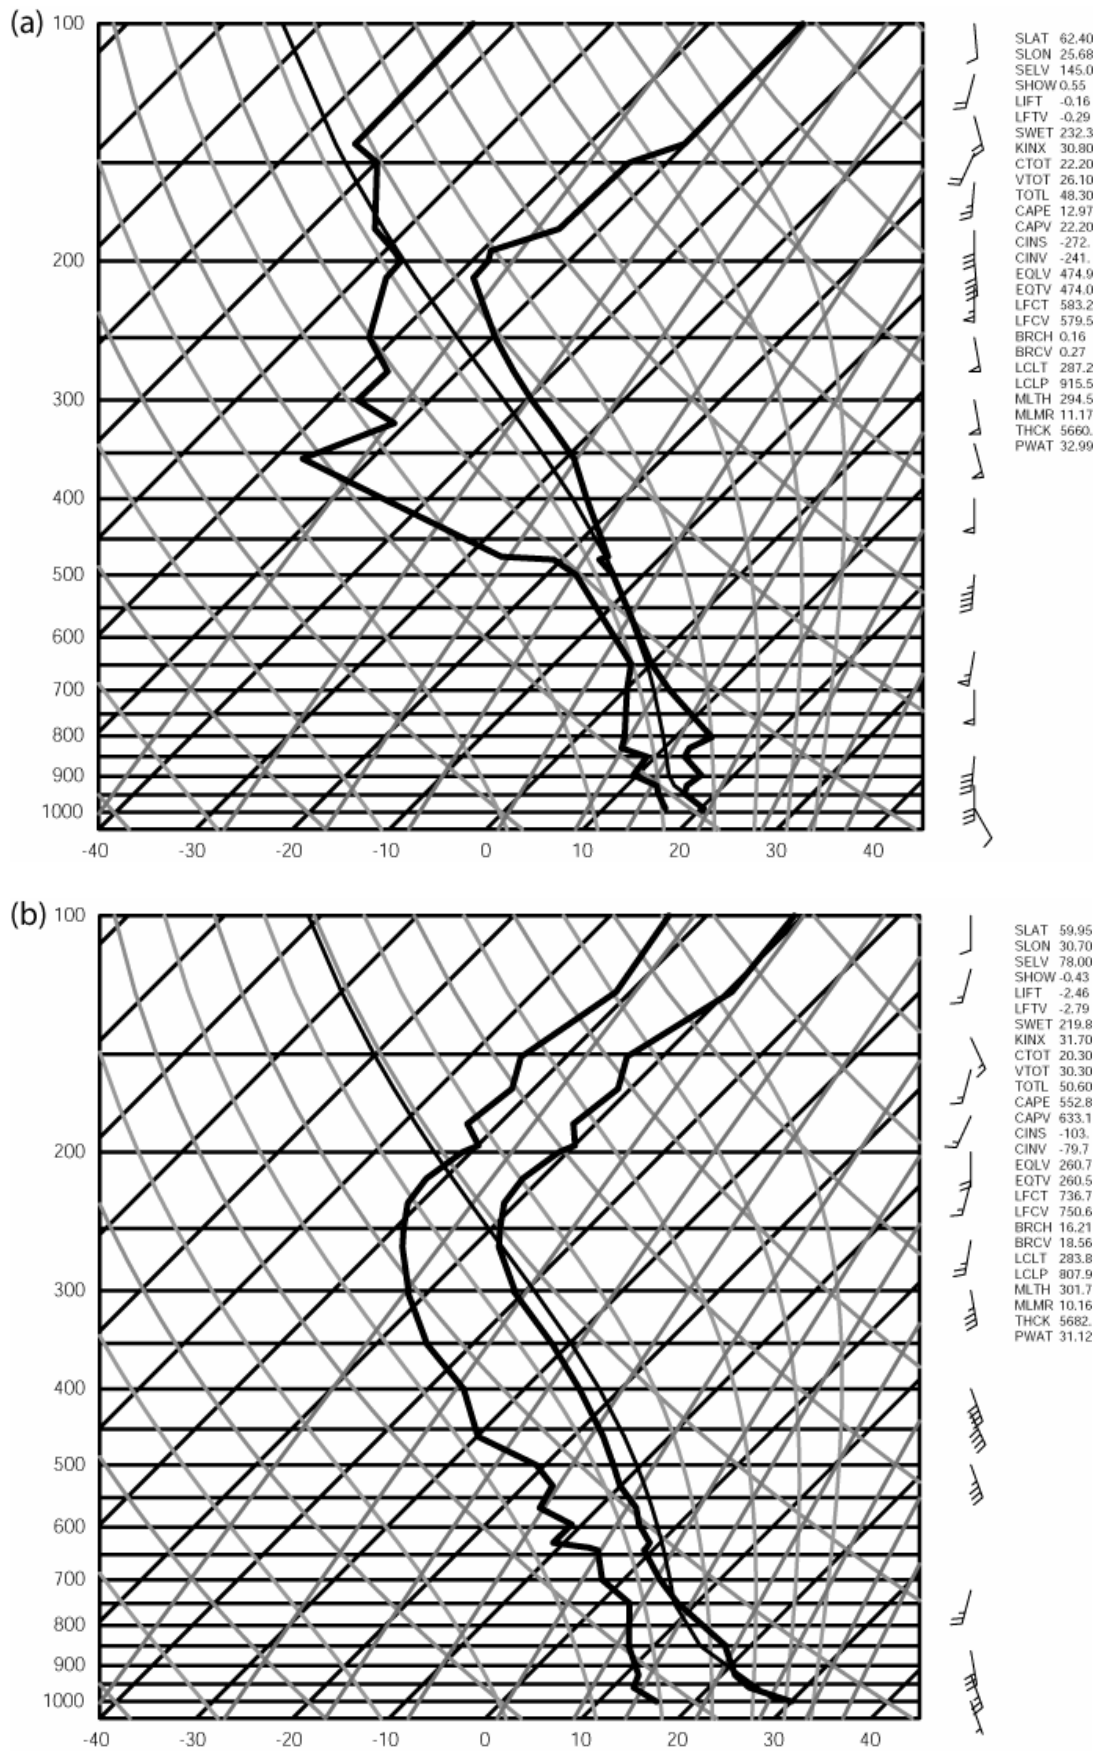 (a)
100
200
300
400
500
600
700
800
900
1000
-40 -30 -20 -10 0 10 20 30 40
SLAT 62.40
SLON 25.68
SELV 145.0
SHOW 0.55
LIFT -0.16
LFTV -0.29
SWET 232.3
KINX 30.80
CTOT 22.20
VTOT 26.10
TOTL 48.30
CAPE 12.97
CAPV 22.20
CINS -272.
CINV -241.
EQLV 474.9
EQTV 474.0
LFCT 583.2
LFCV 579.5
BRCH 0.16
BRCV 0.27
LCLT 287.2
LCLP 915.5
MLTH 294.5
MLMR 11.17
THCK 5660.
PWAT 32.99
(b)
100
200
300
400
500
600
700
800
900
1000
-40 -30 -20 -10 0 10 20 30 40
SLAT 59.95
SLON 30.70
SELV 78.00
SHOW -0.43
LIFT -2.46
LFTV -2.79
SWET 219.8
KINX 31.70
CTOT 20.30
VTOT 30.30
TOTL 50.60
CAPE 552.8
CAPV 633.1
CINS -103.
CINV -79.7
EQLV 260.7
EQTV 260.5
LFCT 736.7
LFCV 750.6
BRCH 16.21
BRCV 18.56
LCLT 283.8
LCLP 807.9
MLTH 301.7
MLMR 10.16
THCK 5682.
PWAT 31.12